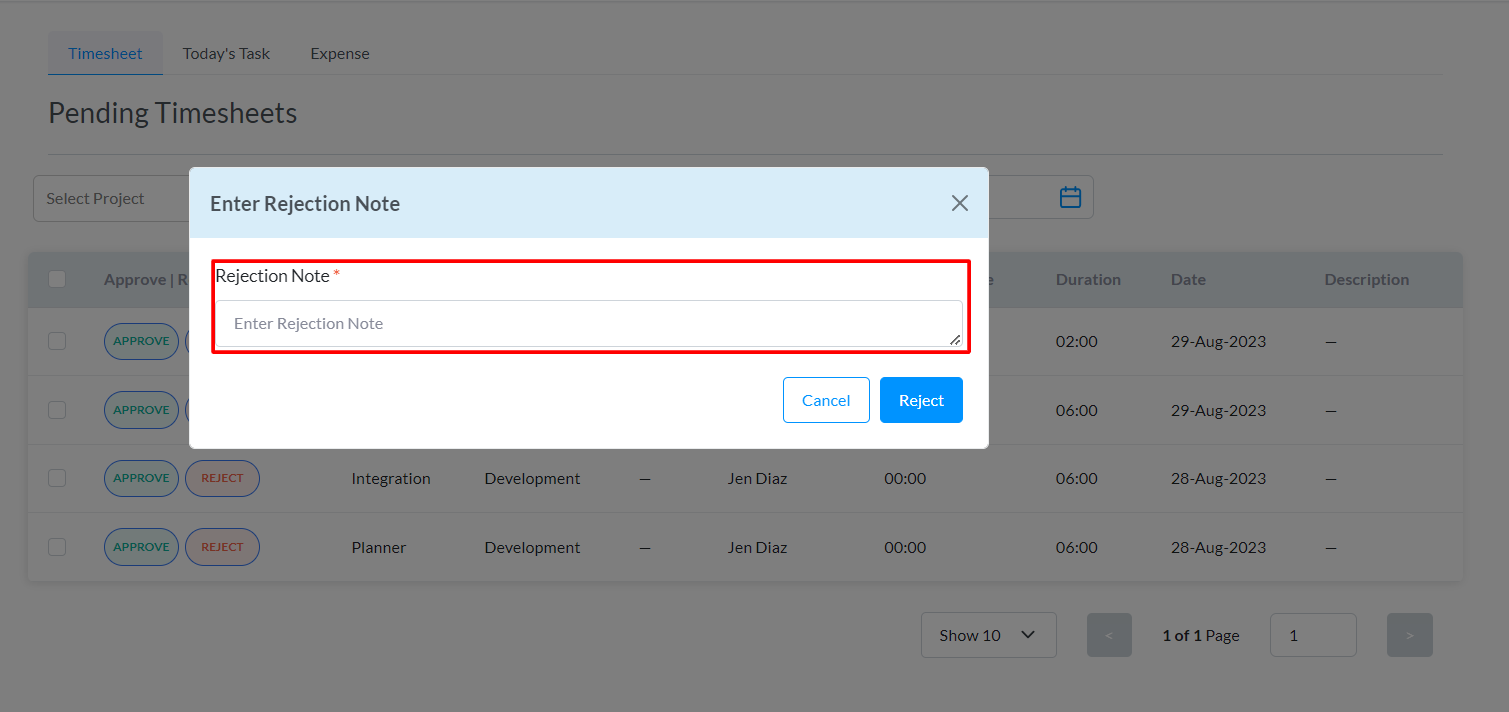 Timesheet Today's Task Expense
Pending Timesheets
Select Project
Enter Rejection Note
Rejection Note *
Enter Rejection Note
Cancel Reject
Approve | R Duration Date Description
APPROVE 02:00 29-Aug-2023 —
APPROVE 06:00 29-Aug-2023 —
APPROVE REJECT Integration Development — Jen Diaz 00:00 06:00 28-Aug-2023 —
APPROVE REJECT Planner Development — Jen Diaz 00:00 06:00 28-Aug-2023 —
Show 10 < 1 of 1 Page 1 >